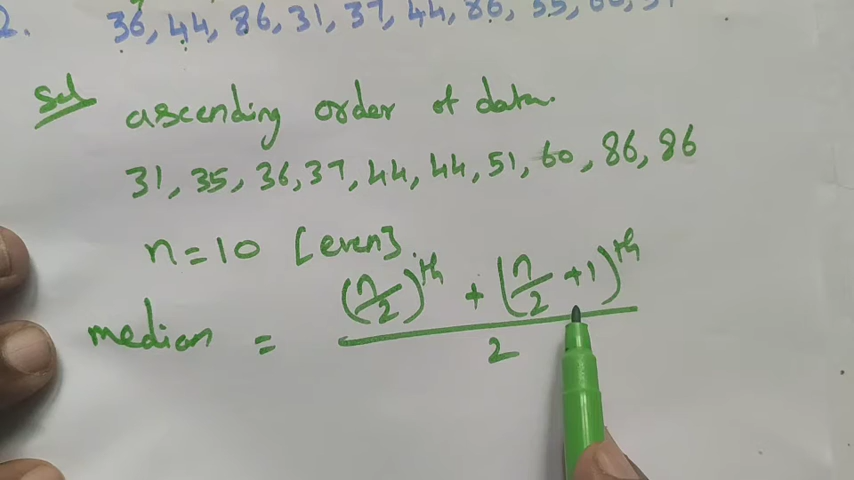 2. 36, 44, 86, 31, 37, 44, 86,
Sol ascending order of data.
31, 35, 36, 37, 44, 44, 51, 60, 86, 86
n = 10 [even]
median = (n/2)th + (n/2 + 1)th
2